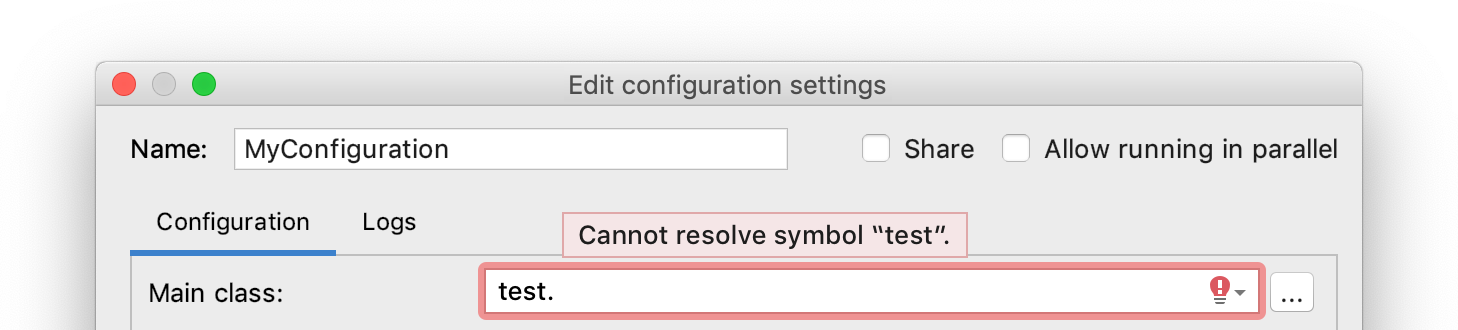 Edit configuration settings
Name: MyConfiguration Share Allow running in parallel
Configuration Logs
Cannot resolve symbol “test”.
Main class: test. ...